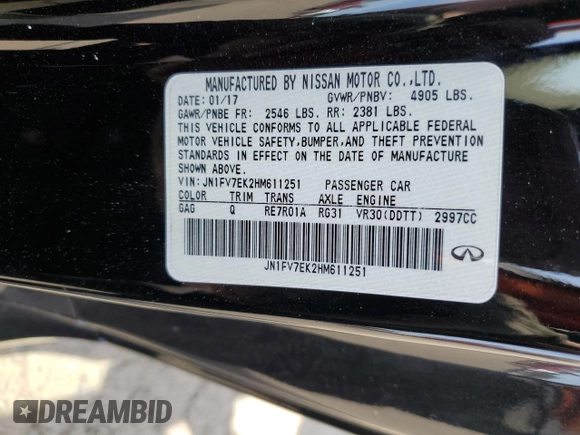 MANUFACTURED BY NISSAN MOTOR CO.,LTD.
DATE: 01/17 GVWR/PNBV: 4905 LBS.
GAWR/PNBE FR: 2546 LBS. RR: 2381 LBS.
THIS VEHICLE CONFORMS TO ALL APPLICABLE FEDERAL
MOTOR VEHICLE SAFETY,BUMPER,AND THEFT PREVENTION
STANDARDS IN EFFECT ON THE DATE OF MANUFACTURE
SHOWN ABOVE.
VIN: JN1FV7EK2HM611251 PASSENGER CAR
COLOR TRIM TRANS AXLE ENGINE
GAG Q RE7R01A RG31 VR30(DDTT) 2997CC
JN1FV7EK2HM611251
DREAMBID